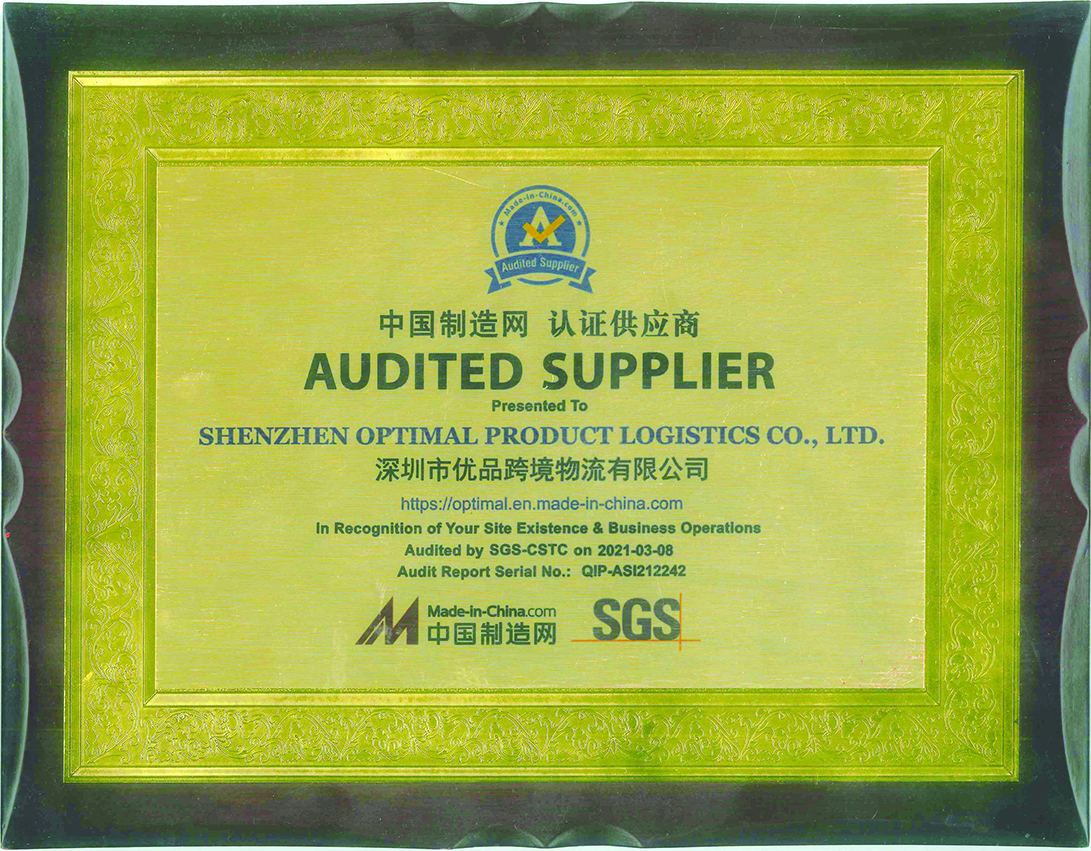 Made-in-China.com
Audited Supplier
中国制造网 认证供应商
AUDITED SUPPLIER
Presented To
SHENZHEN OPTIMAL PRODUCT LOGISTICS CO., LTD.
深圳市优品跨境物流有限公司
https://optimal.en.made-in-china.com
In Recognition of Your Site Existence & Business Operations
Audited by SGS-CSTC on 2021-03-08
Audit Report Serial No.: QIP-ASI212242
Made-in-China.com
中国制造网
SGS